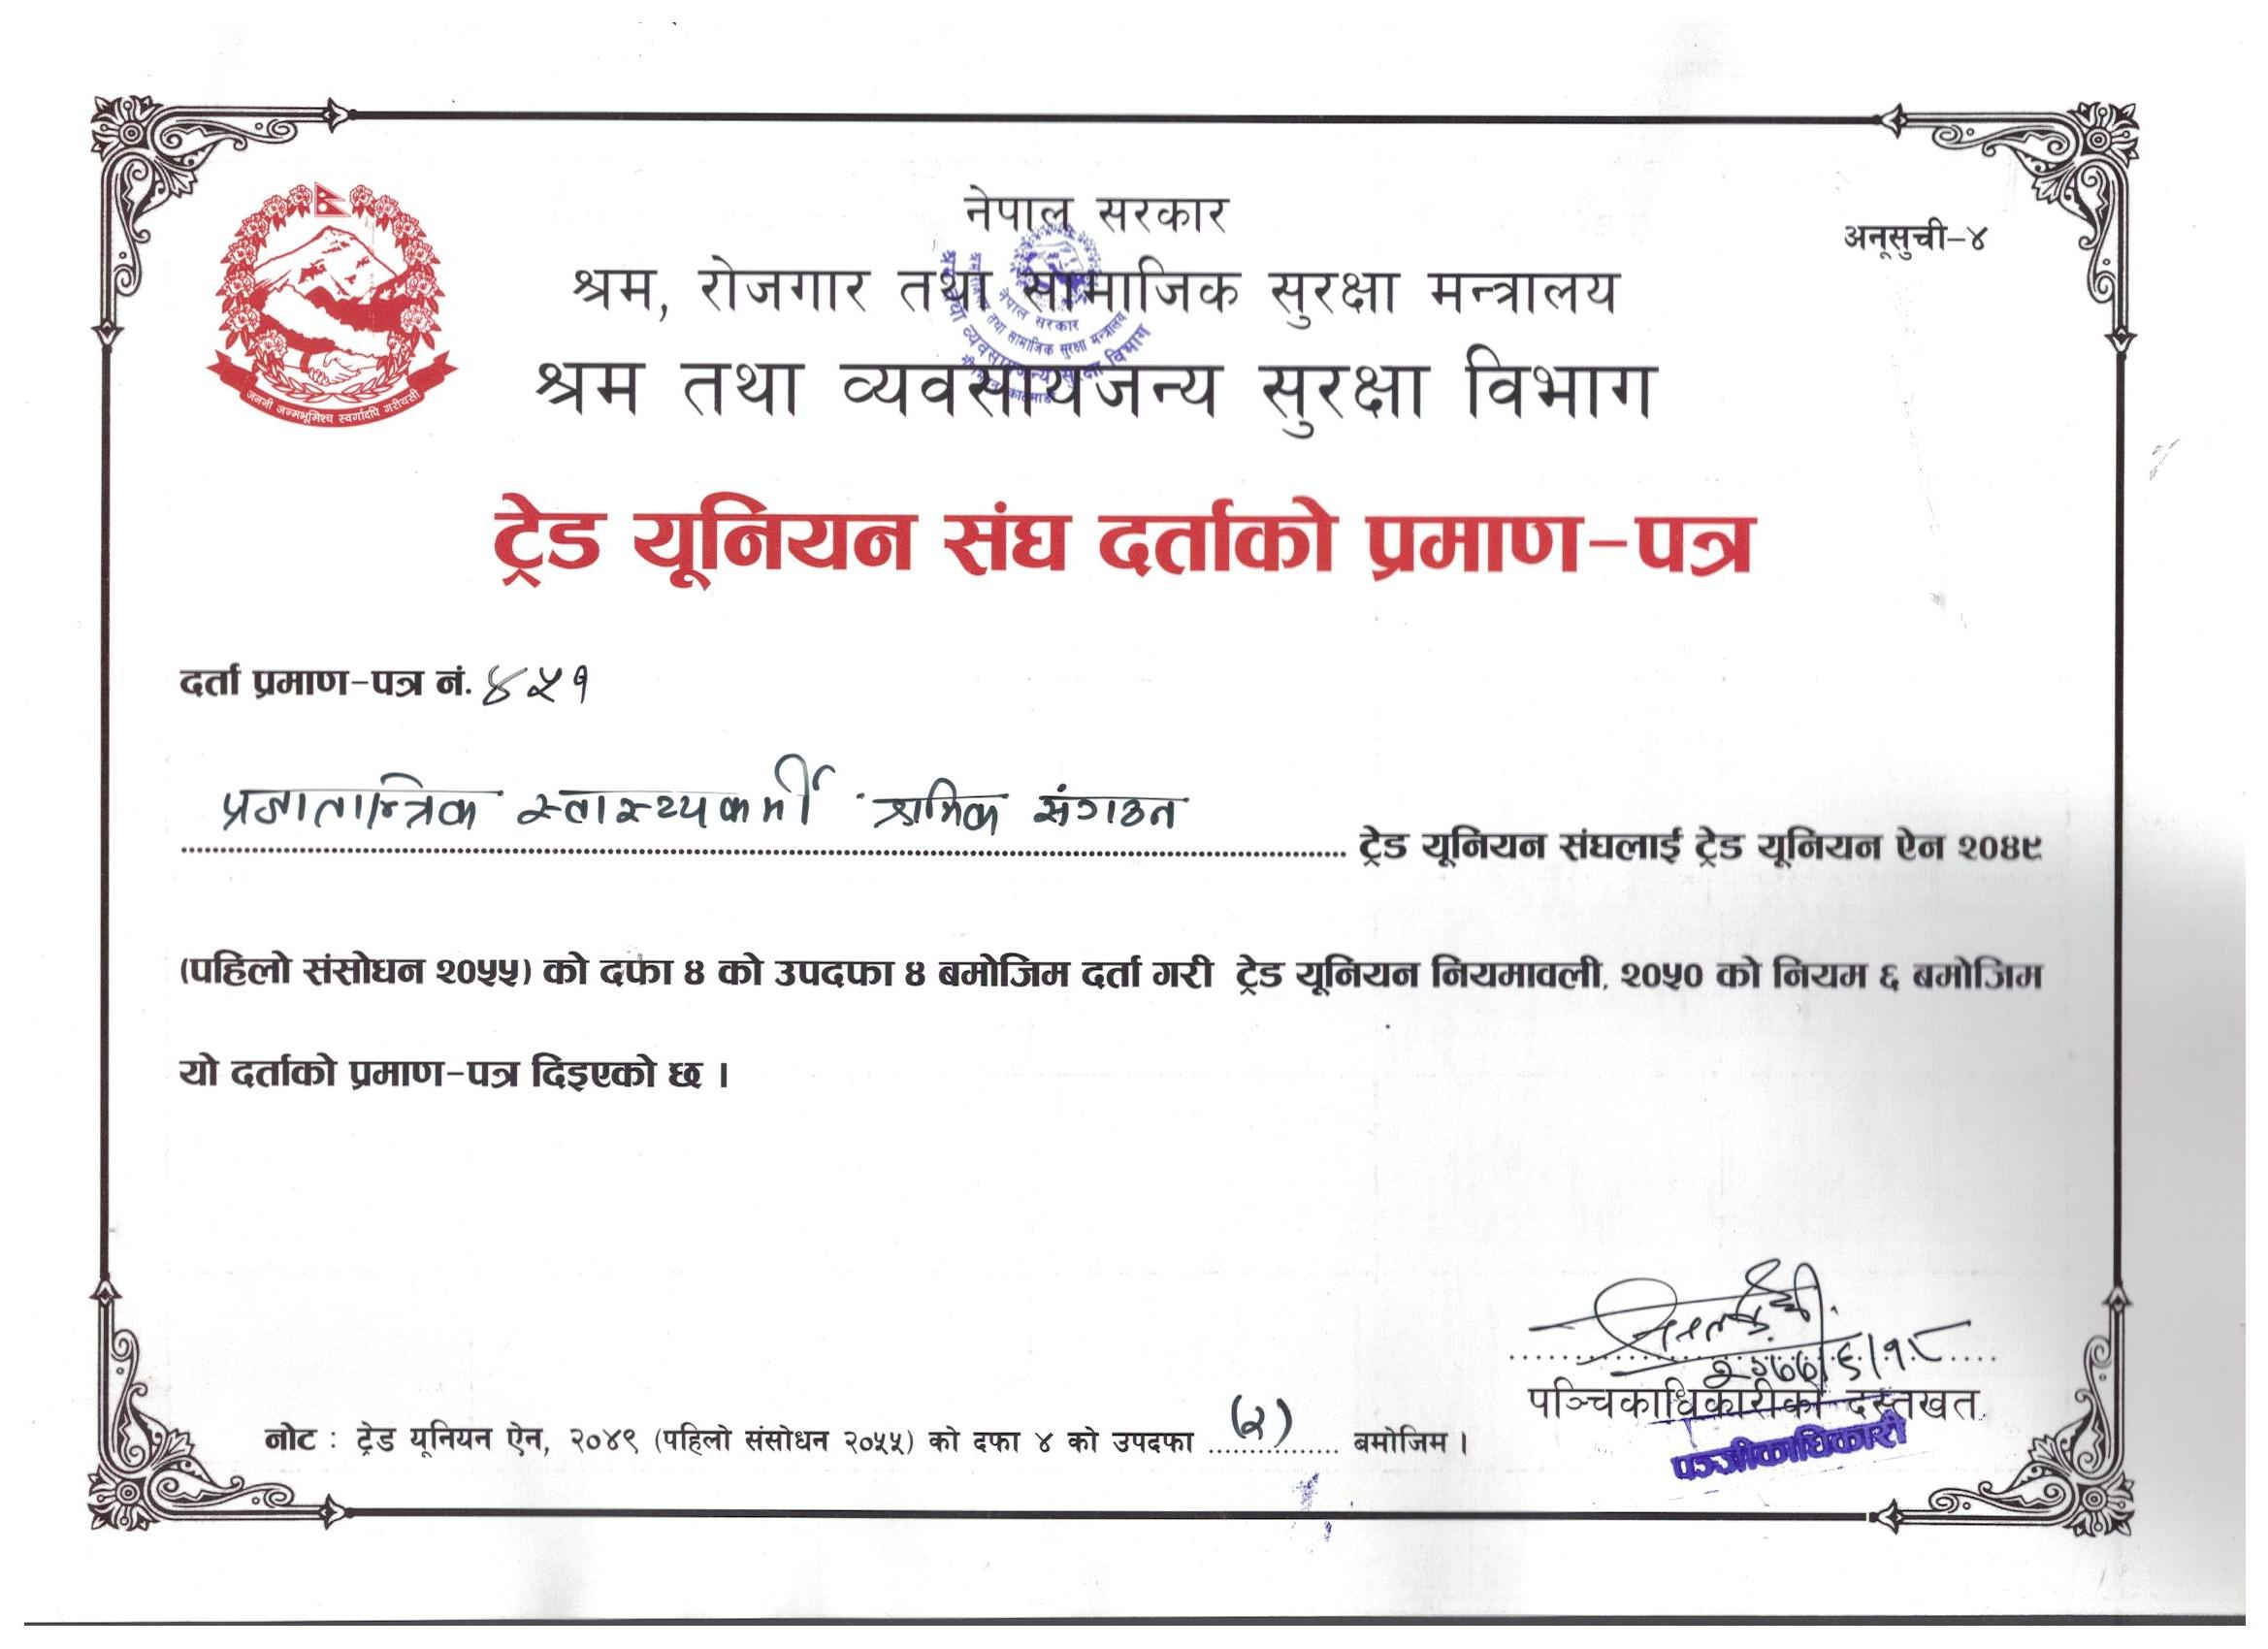 नेपाल सरकार
अनूसुची-४
श्रम, रोजगार तथा सामाजिक सुरक्षा मन्त्रालय
श्रम तथा व्यवसायजन्य सुरक्षा विभाग
जननी जन्मभूमिश्च स्वर्गादपि गरीयसी
नेपाल सरकार
तथा सामाजिक सुरक्षा मन्त्रालय
तथा व्यवसायजन्य सुरक्षा विभाग
ट्रेड यूनियन संघ दर्ताको प्रमाण-पत्र
दर्ता प्रमाण-पत्र नं. ४५१
प्रजातान्त्रिक स्वास्थ्यकर्मी श्रमिक संगठन
ट्रेड यूनियन संघलाई ट्रेड यूनियन ऐन २०४९
(पहिलो संसोधन २०५५) को दफा ४ को उपदफा ४ बमोजिम दर्ता गरी ट्रेड यूनियन नियमावली, २०५० को नियम ६ बमोजिम
यो दर्ताको प्रमाण-पत्र दिइएको छ ।
२०७७/६/१८
पञ्चिकाधिकारीको दस्तखत
नोट : ट्रेड यूनियन ऐन, २०४९ (पहिलो संसोधन २०५५) को दफा ४ को उपदफा (२) बमोजिम ।
पञ्जीकाधिकारी